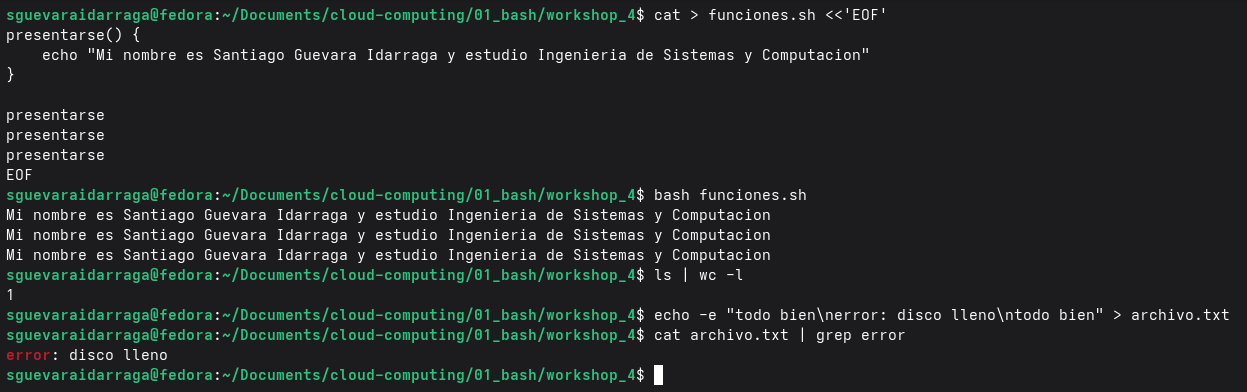 sguevaraidarraga@fedora:~/Documents/cloud-computing/01_bash/workshop_4$ cat > funciones.sh <<'EOF'
presentarse() {
    echo "Mi nombre es Santiago Guevara Idarraga y estudio Ingenieria de Sistemas y Computacion"
}

presentarse
presentarse
presentarse
EOF
sguevaraidarraga@fedora:~/Documents/cloud-computing/01_bash/workshop_4$ bash funciones.sh
Mi nombre es Santiago Guevara Idarraga y estudio Ingenieria de Sistemas y Computacion
Mi nombre es Santiago Guevara Idarraga y estudio Ingenieria de Sistemas y Computacion
Mi nombre es Santiago Guevara Idarraga y estudio Ingenieria de Sistemas y Computacion
sguevaraidarraga@fedora:~/Documents/cloud-computing/01_bash/workshop_4$ ls | wc -l
1
sguevaraidarraga@fedora:~/Documents/cloud-computing/01_bash/workshop_4$ echo -e "todo bien\nerror: disco lleno\ntodo bien" > archivo.txt
sguevaraidarraga@fedora:~/Documents/cloud-computing/01_bash/workshop_4$ cat archivo.txt | grep error
error: disco lleno
sguevaraidarraga@fedora:~/Documents/cloud-computing/01_bash/workshop_4$